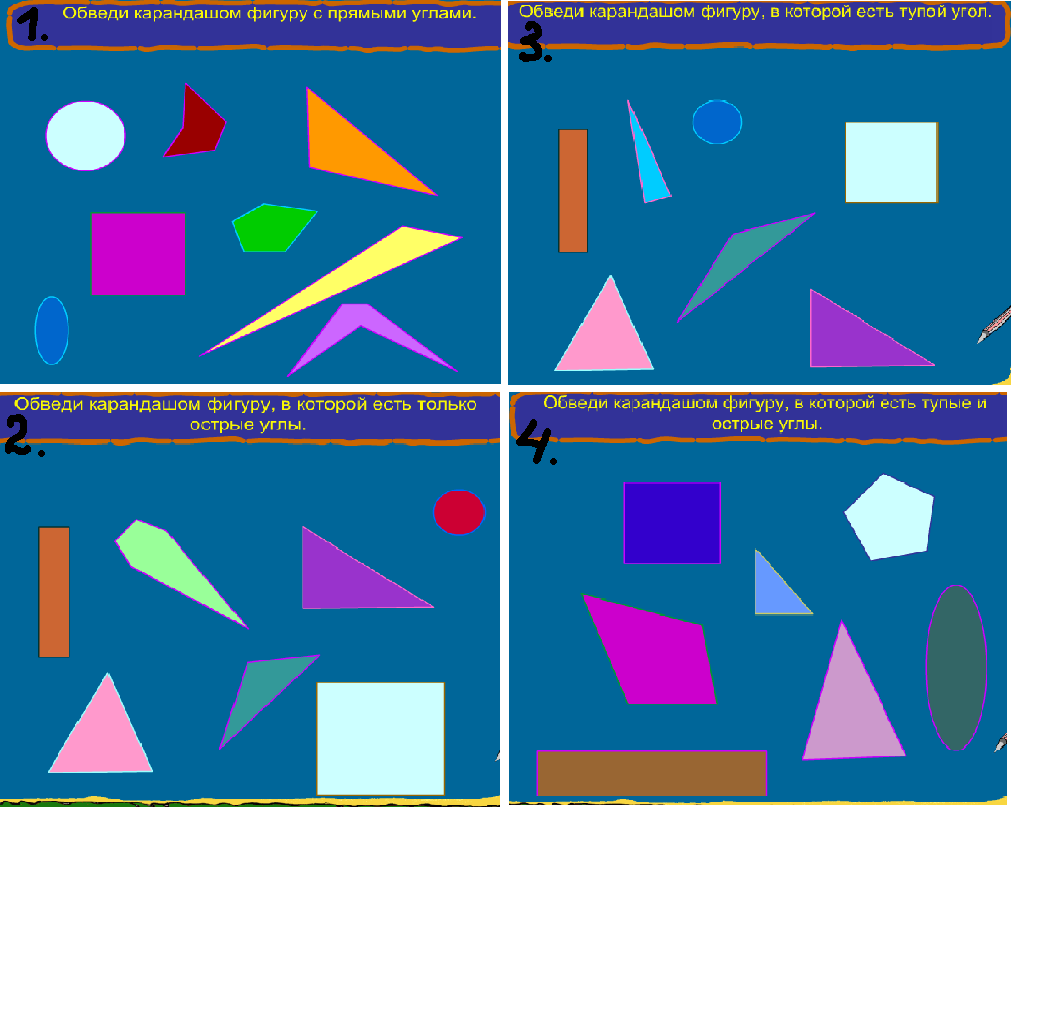 1.
Обведи карандашом фигуру с прямыми углами.
3.
Обведи карандашом фигуру, в которой есть тупой угол.
2.
Обведи карандашом фигуру, в которой есть только
острые углы.
4.
Обведи карандашом фигуру, в которой есть тупые и
острые углы.